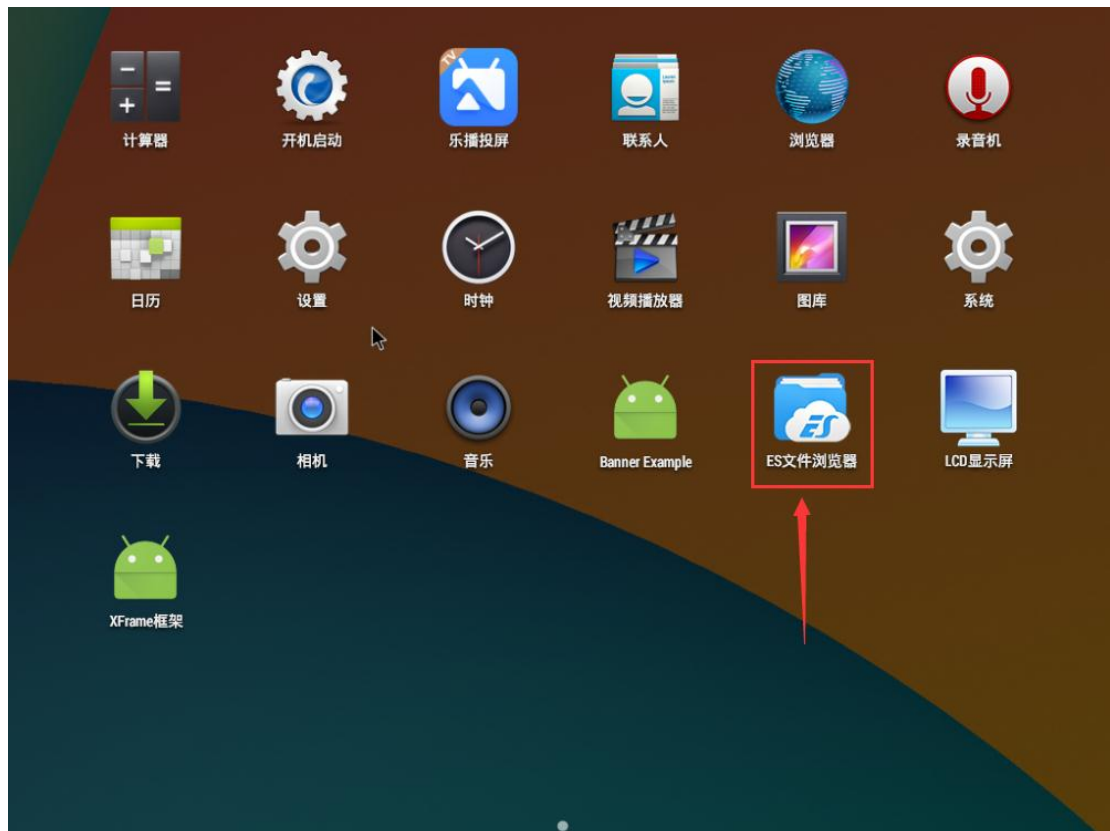 TV
计算器
开机启动
乐播投屏
联系人
浏览器
录音机
日历
设置
时钟
视频播放器
图库
系统
ES
下载
相机
音乐
Banner Example
ES文件浏览器
LCD显示屏
XFrame框架